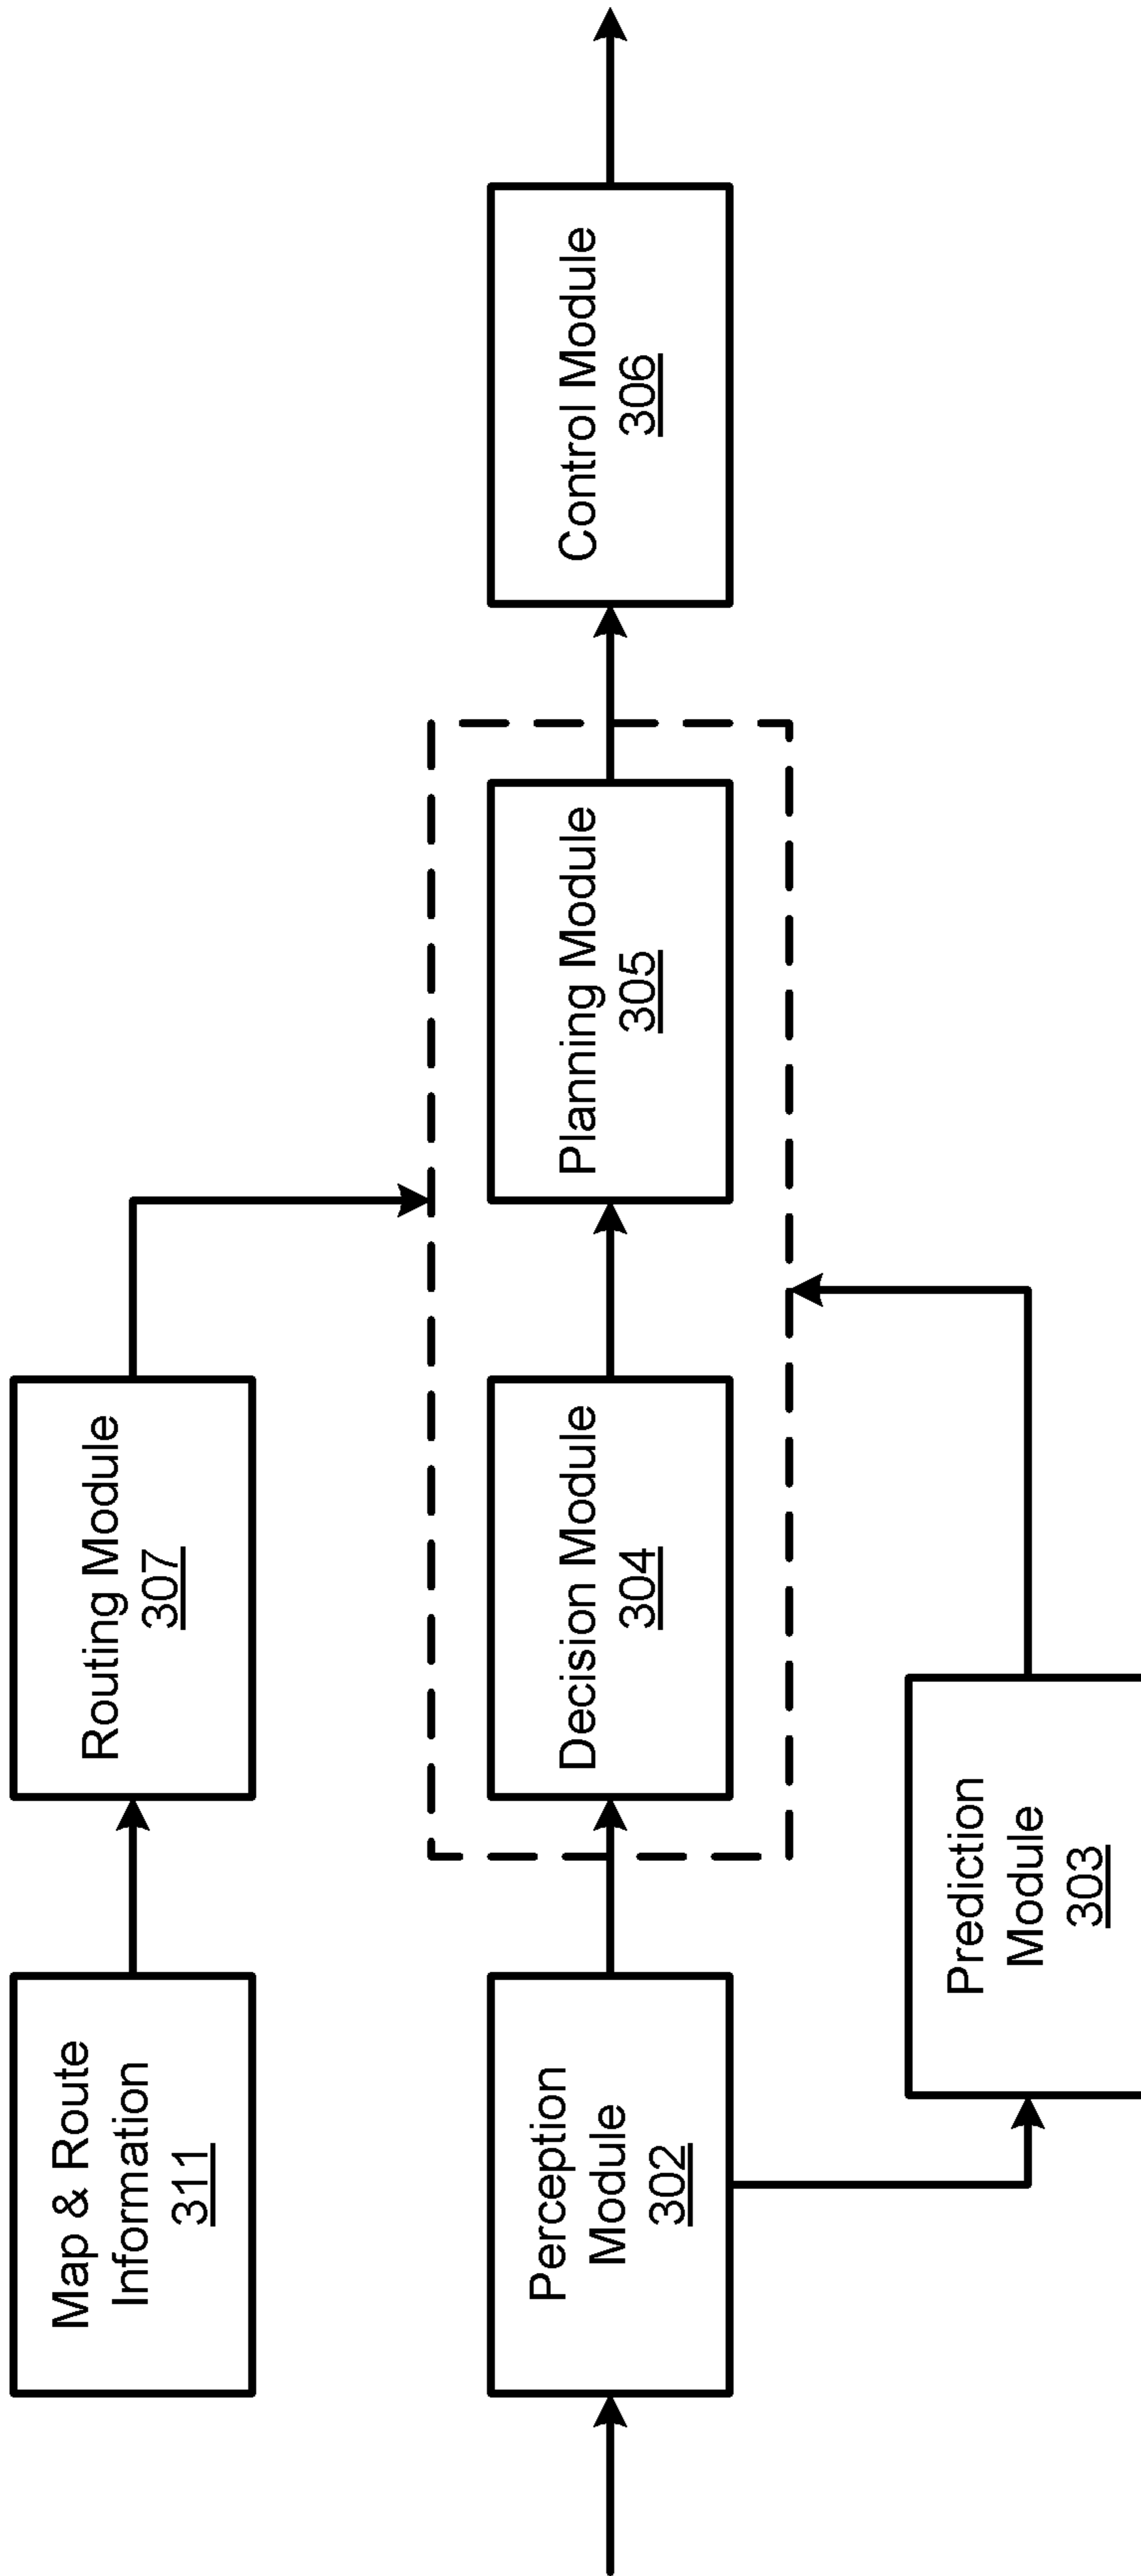 Map & Route
Information
311
Routing Module
307
Perception
Module
302
Decision Module
304
Planning Module
305
Control Module
306
Prediction
Module
303